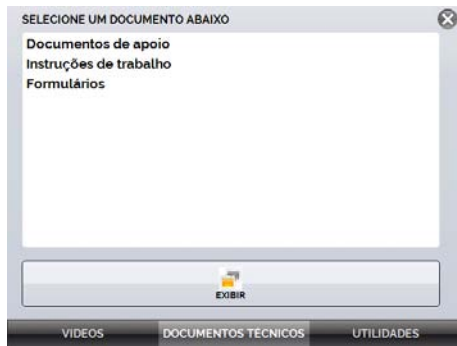 SELECIONE UM DOCUMENTO ABAIXO
Documentos de apoio
Instruções de trabalho
Formulários
EXIBIR
VIDEOS DOCUMENTOS TÉCNICOS UTILIDADES